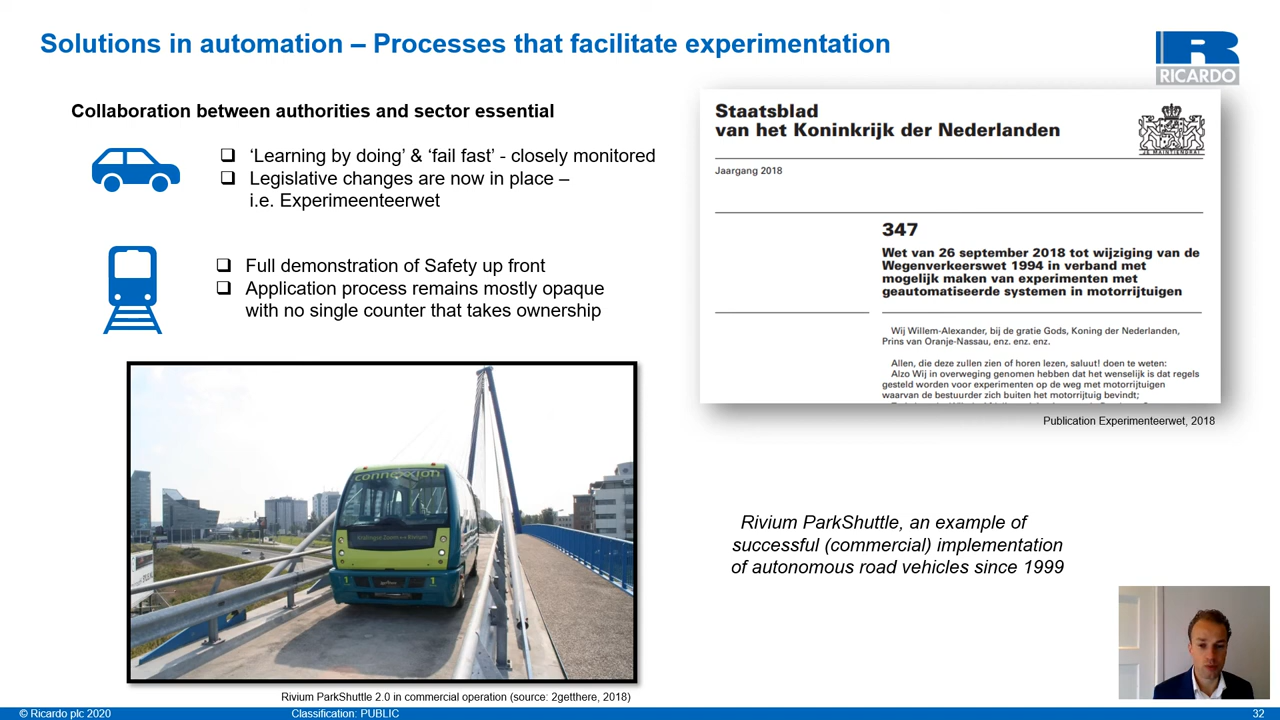 Solutions in automation – Processes that facilitate experimentation
RICARDO
Collaboration between authorities and sector essential
‘Learning by doing’ & ‘fail fast’ - closely monitored
Legislative changes are now in place –
i.e. Experimeenteerwet
Full demonstration of Safety up front
Application process remains mostly opaque
with no single counter that takes ownership
Staatsblad
van het Koninkrijk der Nederlanden
JE MAINTIENDRAI
Jaargang 2018
347
Wet van 26 september 2018 tot wijziging van de
Wegenverkeerswet 1994 in verband met
mogelijk maken van experimenten met
geautomatiseerde systemen in motorrijtuigen
Wij Willem-Alexander, bij de gratie Gods, Koning der Nederlanden,
Prins van Oranje-Nassau, enz. enz. enz.
Allen, die deze zullen zien of horen lezen, saluut! doen te weten:
Alzo Wij in overweging genomen hebben dat het wenselijk is dat regels
gesteld worden voor experimenten op de weg met motorrijtuigen
waarvan de bestuurder zich buiten het motorrijtuig bevindt;
Publication Experimenteerwet, 2018
connexxion
Kralingse Zoom
1
1
Rivium ParkShuttle, an example of
successful (commercial) implementation
of autonomous road vehicles since 1999
Rivium ParkShuttle 2.0 in commercial operation (source: 2getthere, 2018)
© Ricardo plc 2020
Classification: PUBLIC
32